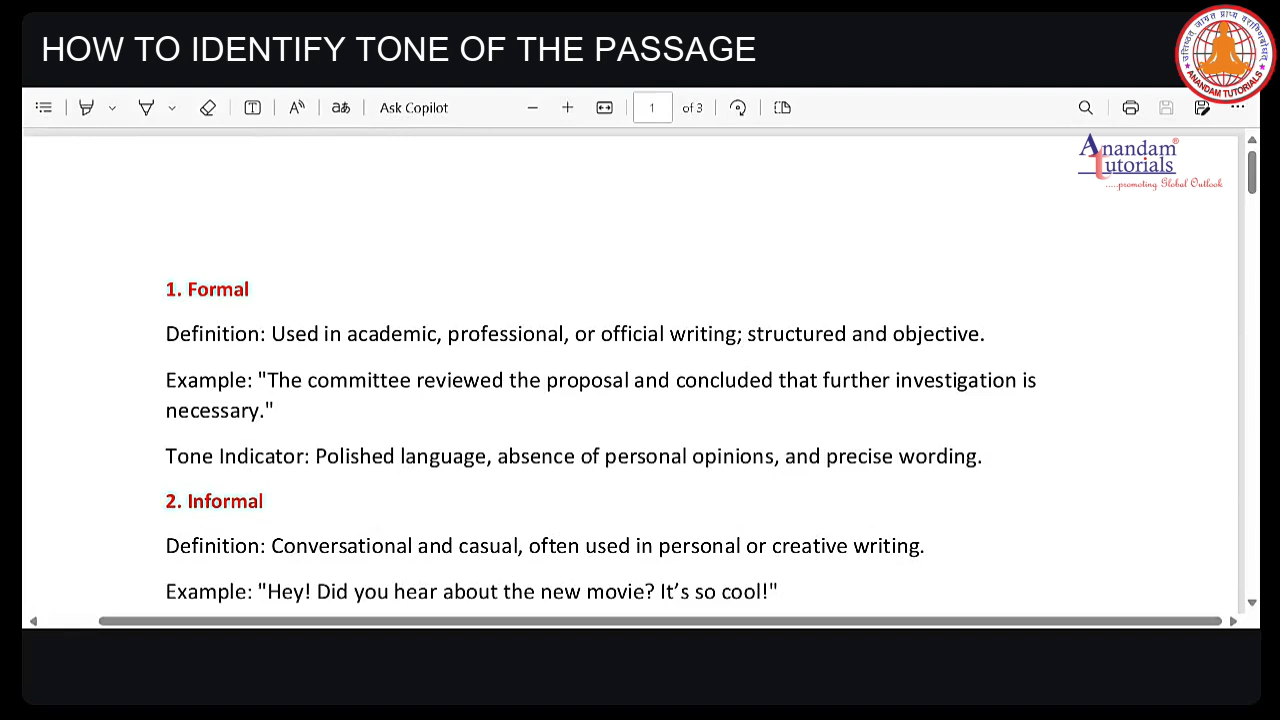 HOW TO IDENTIFY TONE OF THE PASSAGE
ANANDAM TUTORIALS
Ask Copilot
1 of 3
Anandam
tutorials
.....promoting Global Outlook
1. Formal
Definition: Used in academic, professional, or official writing; structured and objective.
Example: "The committee reviewed the proposal and concluded that further investigation is
necessary."
Tone Indicator: Polished language, absence of personal opinions, and precise wording.
2. Informal
Definition: Conversational and casual, often used in personal or creative writing.
Example: "Hey! Did you hear about the new movie? It’s so cool!"